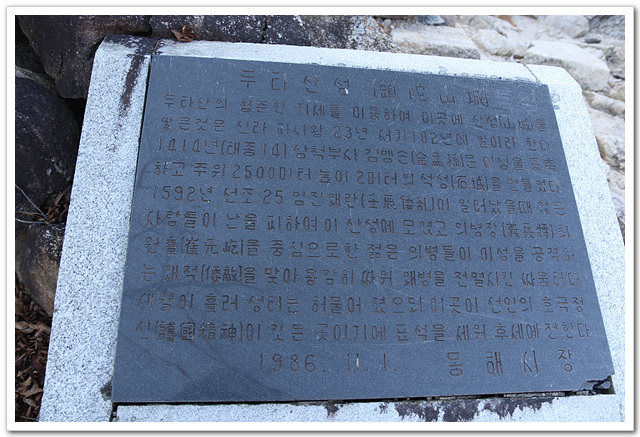 두타산성 (頭陀山城)
두타산의 험준한 지세를 이용하여 이곳에 산성(山城)을
쌓은것은 신라 파사왕 23년 서기102년에 일이라 한다
1414년(태종14) 삼척부사 김맹손(金孟孫)은 이성을 증축
하고 주위 2500미터 높이 2미터의 석성(石城)을 만들었다
1592년 선조 25 임진왜란(壬辰倭亂)이 일어났을때 많은
사람들이 난을 피하여 이 산성에 모였고 의병장(義兵將) 최
원흘(崔元屹)을 중심으로한 젊은 의병들이 이성을 공격하
는 왜적(倭敵)을 맞아 용감히 싸워 왜병을 전멸시킨 싸움터다
세월이 흘러 성터는 허물어 졌으되 이곳이 선인의 호국정
신(護國精神)이 깃든 곳이기에 표석을 세워 후세에 전한다
1986. 11. 1. 동해시장